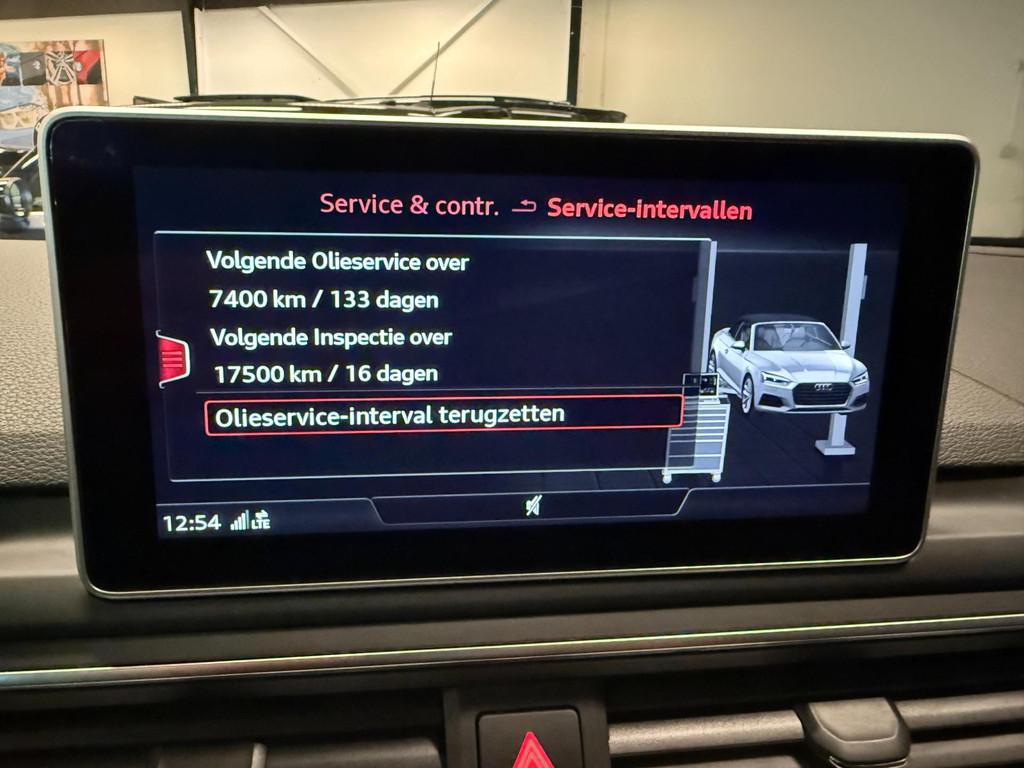 Service & contr. Service-intervallen
Volgende Olieservice over
7400 km / 133 dagen
Volgende Inspectie over
17500 km / 16 dagen
Olieservice-interval terugzetten
12:54 LTE